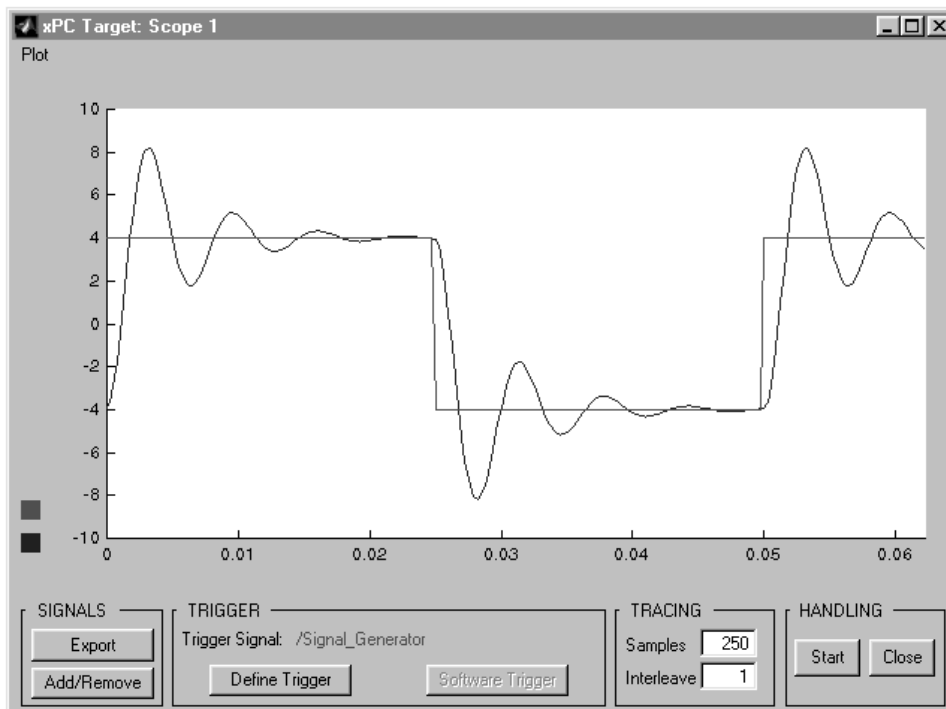 xPC Target: Scope 1
Plot
10
8
6
4
2
0
-2
-4
-6
-8
-10
0 0.01 0.02 0.03 0.04 0.05 0.06
SIGNALS
Export
Add/Remove
TRIGGER
Trigger Signal: /Signal_Generator
Define Trigger Software Trigger
TRACING
Samples 250
Interleave 1
HANDLING
Start Close